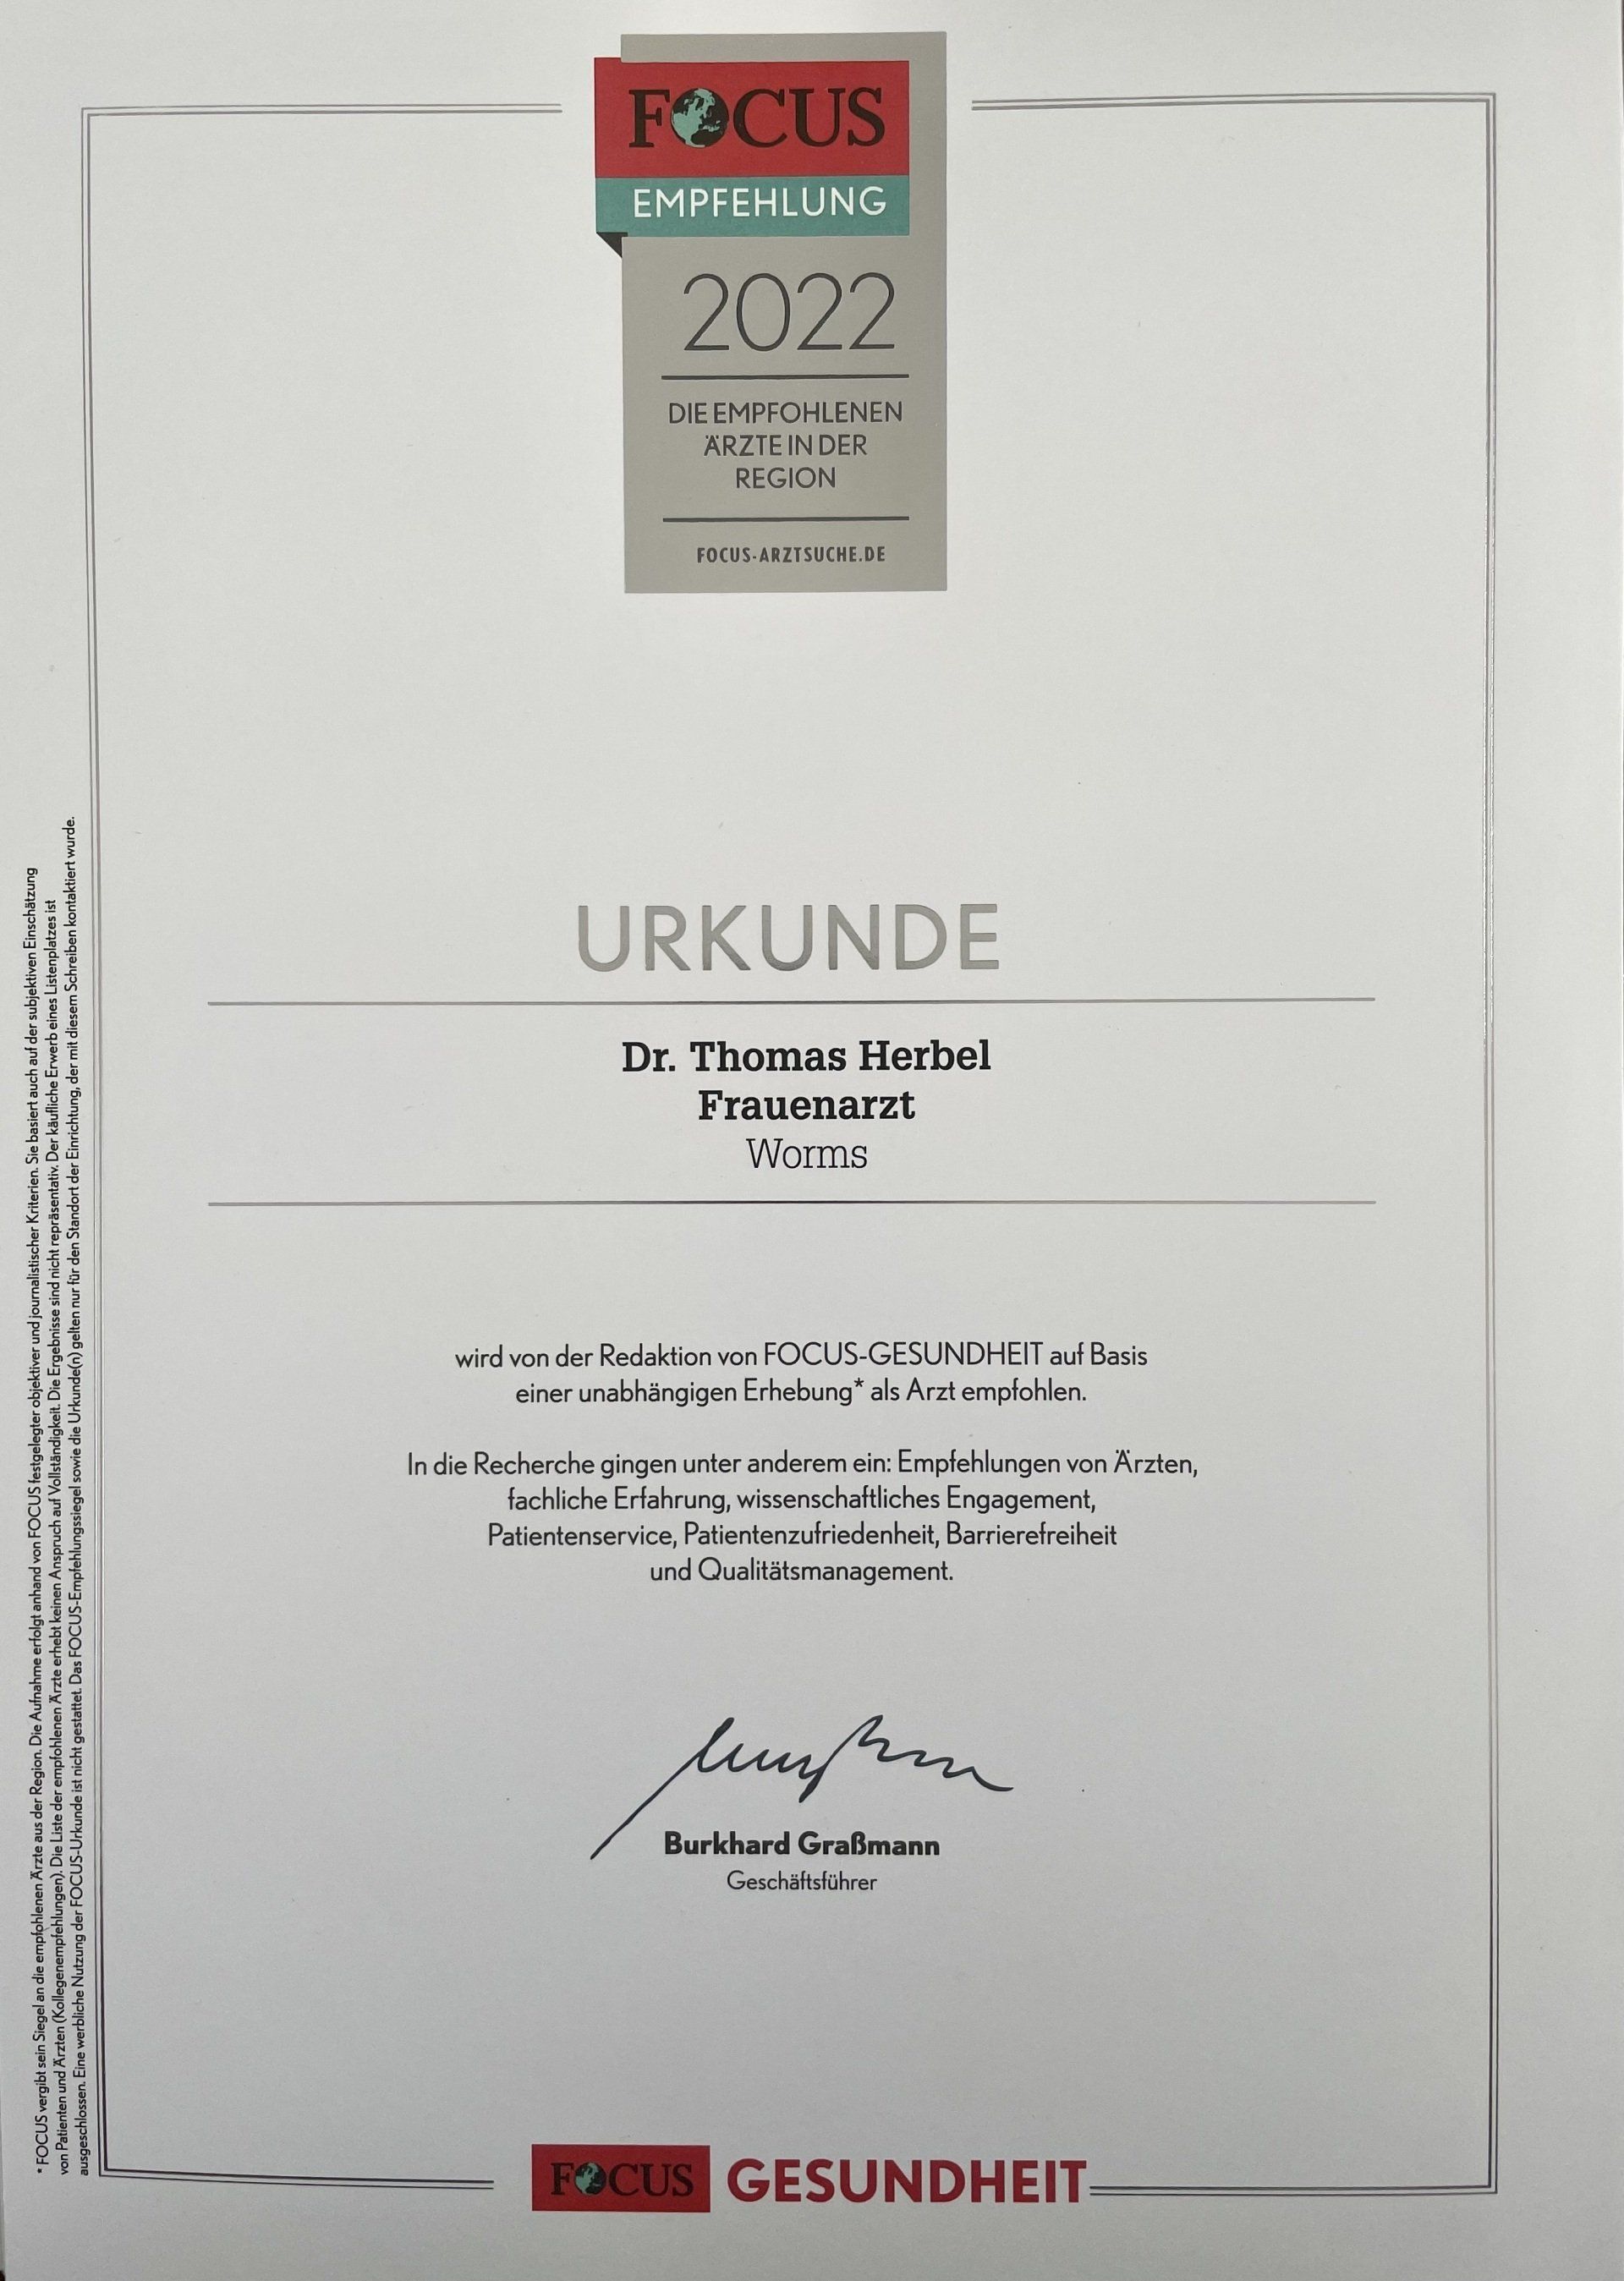 FOCUS
EMPFEHLUNG
2022
DIE EMPFOHLENEN
ÄRZTE IN DER
REGION
FOCUS-ARZTSUCHE.DE
URKUNDE
Dr. Thomas Herbel
Frauenarzt
Worms
wird von der Redaktion von FOCUS-GESUNDHEIT auf Basis
einer unabhängigen Erhebung* als Arzt empfohlen.
In die Recherche gingen unter anderem ein: Empfehlungen von Ärzten,
fachliche Erfahrung, wissenschaftliches Engagement,
Patientenservice, Patientenzufriedenheit, Barrierefreiheit
und Qualitätsmanagement.
Burkhard Graßmann
Geschäftsführer
FOCUS GESUNDHEIT
* FOCUS vergibt sein Siegel an die empfohlenen Ärzte aus der Region. Die Aufnahme erfolgt anhand von FOCUS festgelegter objektiver und journalistischer Kriterien. Sie basiert auch auf der subjektiven Einschätzung
von Patienten und Ärzten (Kollegenempfehlungen). Die Liste der empfohlenen Ärzte erhebt keinen Anspruch auf Vollständigkeit. Die Ergebnisse sind nicht repräsentativ. Der käufliche Erwerb eines Listenplatzes ist
ausgeschlossen. Eine werbliche Nutzung der FOCUS-Urkunde ist nicht gestattet. Das FOCUS-Empfehlungssiegel sowie die Urkunde(n) gelten nur für den Standort der Einrichtung, der mit diesem Schreiben kontaktiert wurde.